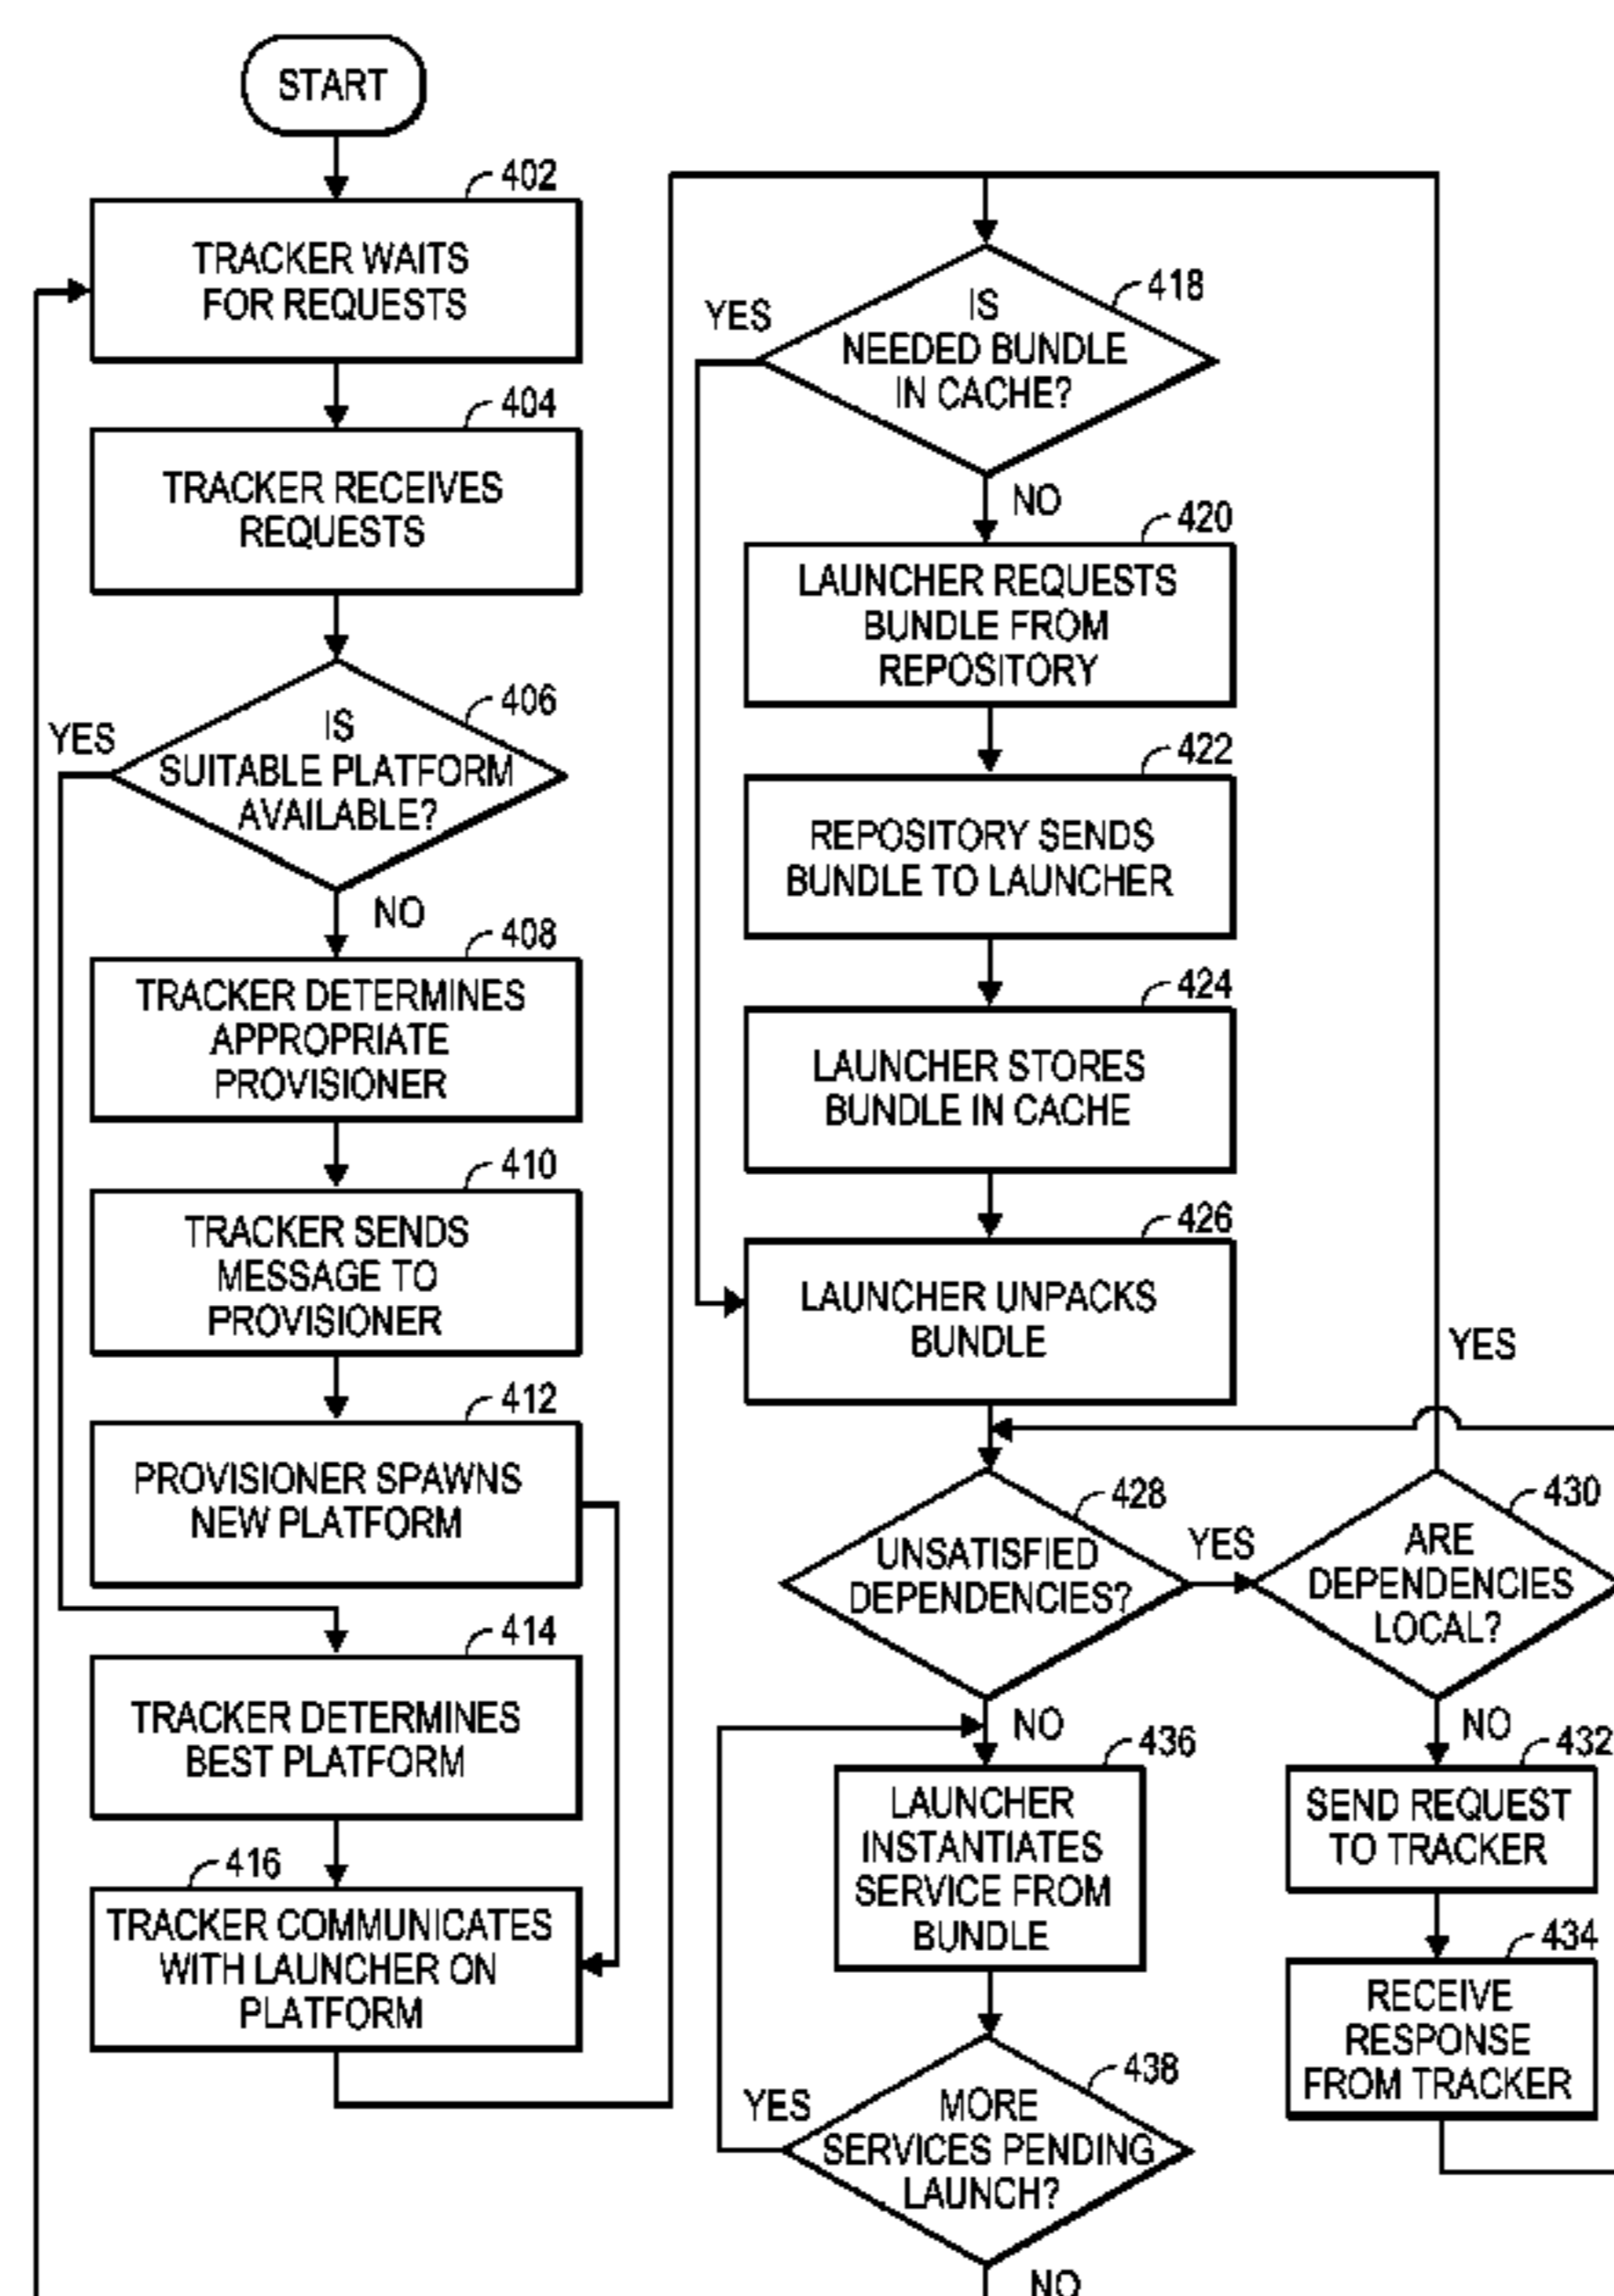 START
402
TRACKER WAITS
FOR REQUESTS
404
TRACKER RECEIVES
REQUESTS
406
YES
IS
SUITABLE PLATFORM
AVAILABLE?
NO
408
TRACKER DETERMINES
APPROPRIATE
PROVISIONER
410
TRACKER SENDS
MESSAGE TO
PROVISIONER
412
PROVISIONER SPAWNS
NEW PLATFORM
414
TRACKER DETERMINES
BEST PLATFORM
416
TRACKER COMMUNICATES
WITH LAUNCHER ON
PLATFORM
418
YES
IS
NEEDED BUNDLE
IN CACHE?
NO
420
LAUNCHER REQUESTS
BUNDLE FROM
REPOSITORY
422
REPOSITORY SENDS
BUNDLE TO LAUNCHER
424
LAUNCHER STORES
BUNDLE IN CACHE
426
LAUNCHER UNPACKS
BUNDLE
428
UNSATISFIED
DEPENDENCIES?
YES
NO
YES
430
ARE
DEPENDENCIES
LOCAL?
NO
432
SEND REQUEST
TO TRACKER
434
RECEIVE
RESPONSE
FROM TRACKER
436
LAUNCHER
INSTANTIATES
SERVICE FROM
BUNDLE
438
YES
MORE
SERVICES PENDING
LAUNCH?
NO